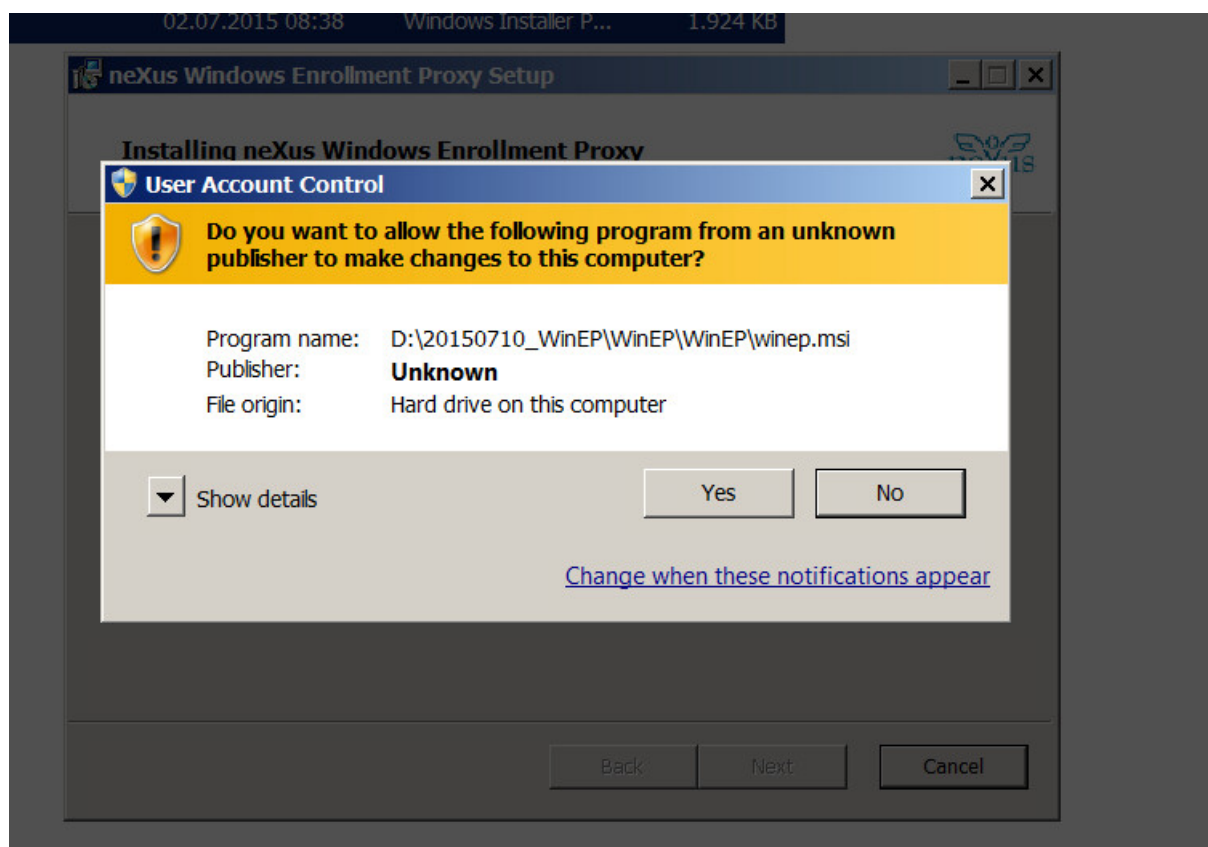 02.07.2015 08:38 Windows Installer P... 1.924 KB
neXus Windows Enrollment Proxy Setup
Installing neXus Windows Enrollment Proxy
neXus
User Account Control
Do you want to allow the following program from an unknown
publisher to make changes to this computer?
Program name: D:\20150710_WinEP\WinEP\WinEP\winep.msi
Publisher: Unknown
File origin: Hard drive on this computer
Show details Yes No
Change when these notifications appear
Back Next Cancel